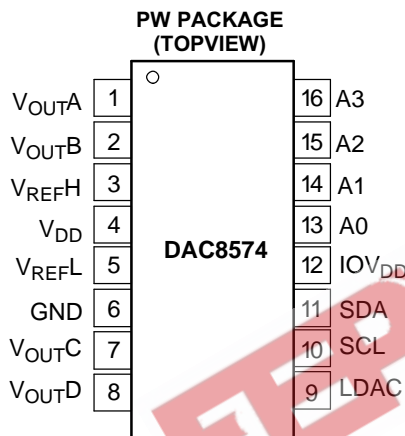 PW PACKAGE
(TOPVIEW)
VOUTA 1 16 A3
VOUTB 2 15 A2
VREFH 3 14 A1
VDD 4 13 A0
DAC8574
VREFL 5 12 IOVDD
GND 6 11 SDA
VOUTC 7 10 SCL
VOUTD 8 9 LDAC